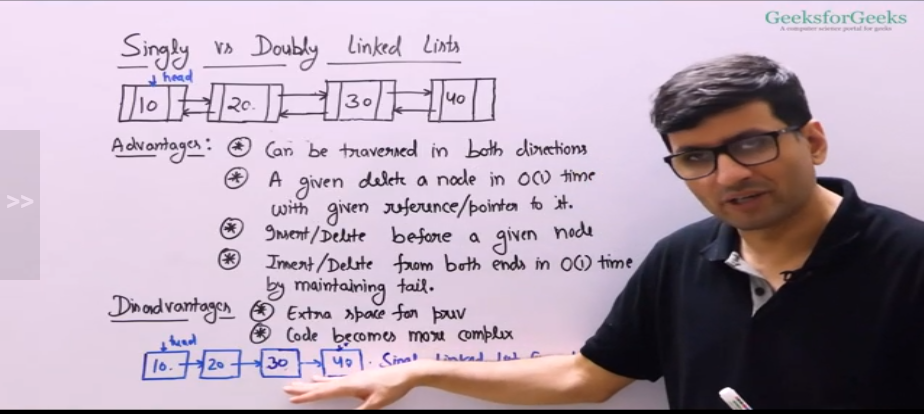 GeeksforGeeks
A computer science portal for geeks
Singly vs Doubly Linked Lists
head
10 20. 30 40
Advantages: * Can be traversed in both directions
* A given delete a node in O(1) time
with given reference/pointer to it.
* Insert/Delete before a given node
* Insert/Delete from both ends in O(1) time
by maintaining tail.
Disadvantages * Extra space for prev
* Code becomes more complex
head
10. 20 30 40 Linked
>>